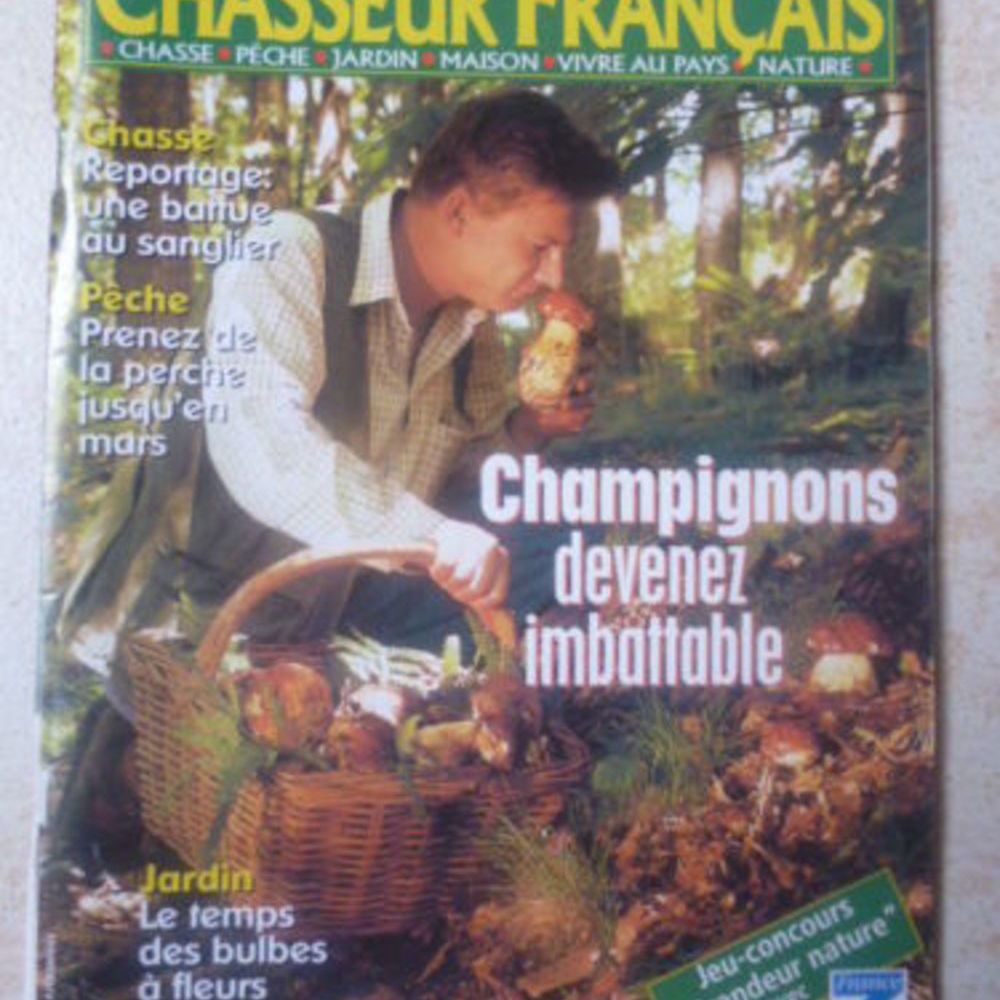 CHASSEUR FRANÇAIS
• CHASSE • PÊCHE • JARDIN • MAISON • VIVRE AU PAYS • NATURE •
Chasse
Reportage:
une battue
au sanglier
Pêche
Prenez de
la perche
jusqu'en
mars
Champignons
devenez
imbattable
Jardin
Le temps
des bulbes
à fleurs
Jeu-concours
nature"